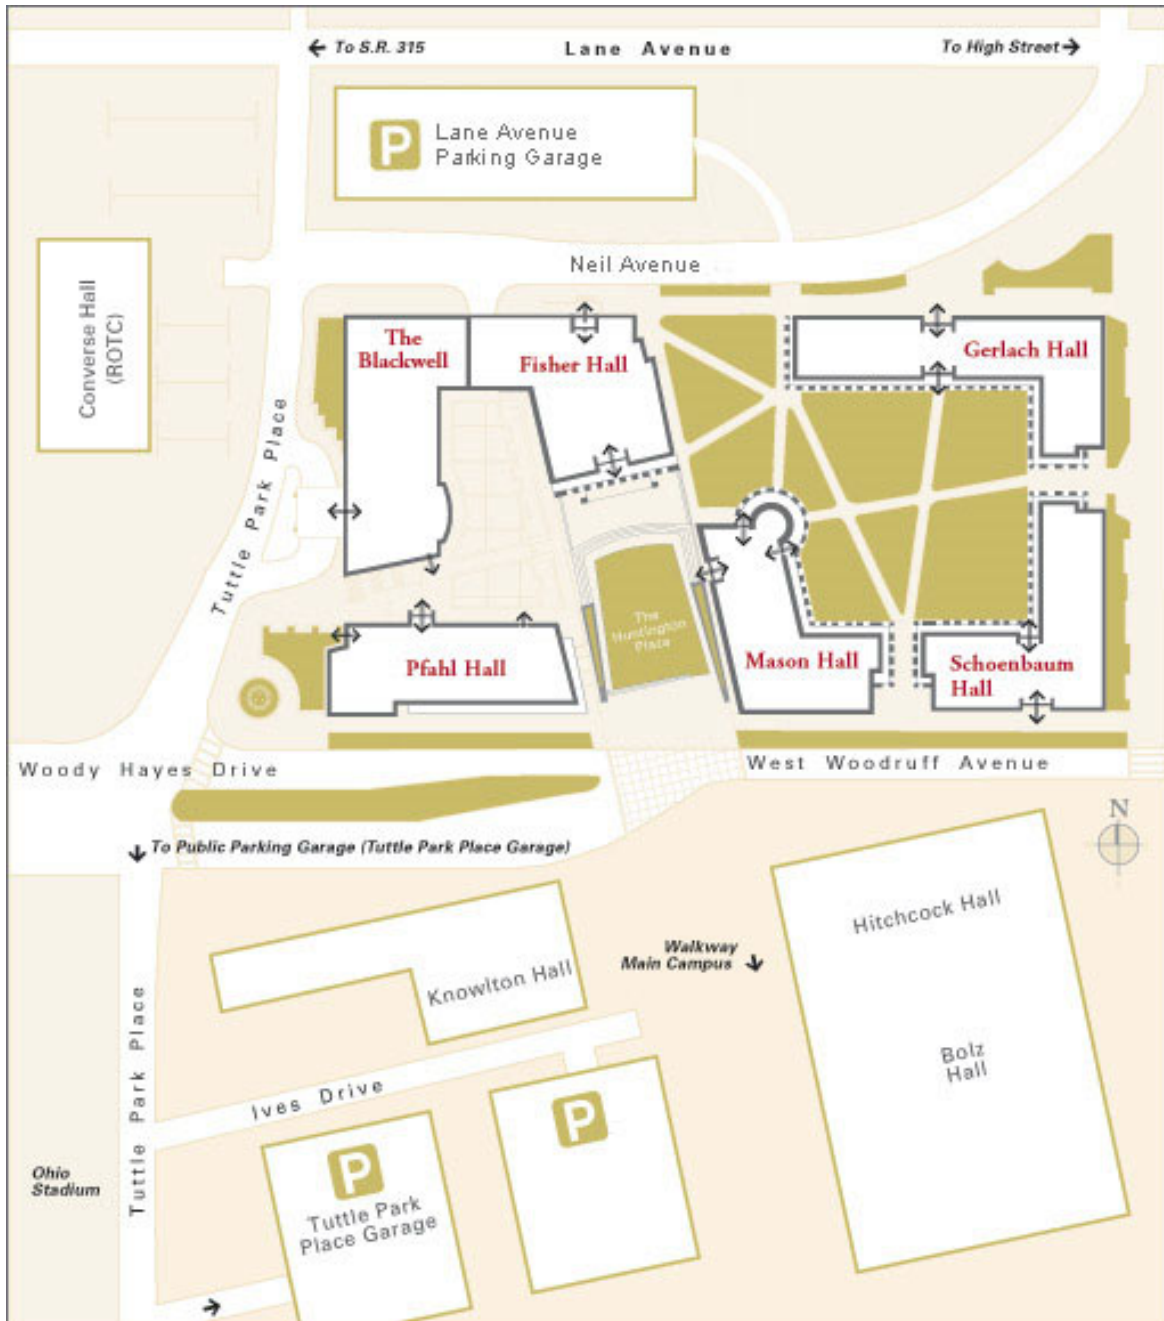 To S.R. 315
Lane Avenue
To High Street
P
Lane Avenue
Parking Garage
Neil Avenue
Converse Hall
(ROTC)
The
Blackwell
Fisher Hall
Gerlach Hall
Tuttle Park Place
The
Huntington
Place
Pfahl Hall
Mason Hall
Schoenbaum
Hall
Woody Hayes Drive
West Woodruff Avenue
N
To Public Parking Garage (Tuttle Park Place Garage)
Hitchcock Hall
Walkway
Main Campus
Knowlton Hall
Tuttle Park Place
Bolz
Hall
Ives Drive
P
Ohio
Stadium
P
Tuttle Park
Place Garage